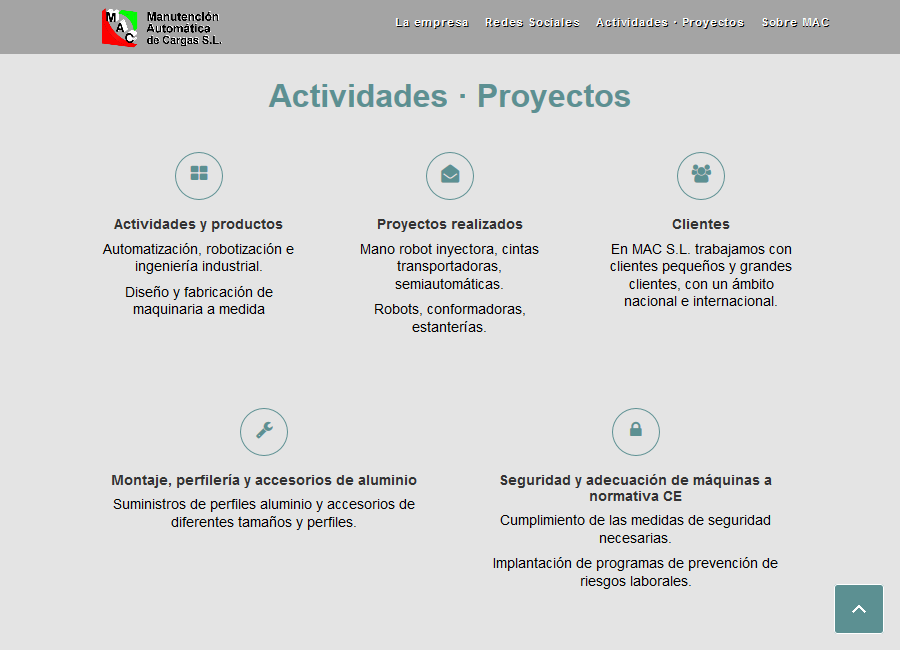 MAC
Manutención
Automática
de Cargas S.L.
La empresa Redes Sociales Actividades · Proyectos Sobre MAC
Actividades · Proyectos
Actividades y productos
Automatización, robotización e
ingeniería industrial.
Diseño y fabricación de
maquinaria a medida
Proyectos realizados
Mano robot inyectora, cintas
transportadoras,
semiautomáticas.
Robots, conformadoras,
estanterías.
Clientes
En MAC S.L. trabajamos con
clientes pequeños y grandes
clientes, con un ámbito
nacional e internacional.
Montaje, perfilería y accesorios de aluminio
Suministros de perfiles aluminio y accesorios de
diferentes tamaños y perfiles.
Seguridad y adecuación de máquinas a
normativa CE
Cumplimiento de las medidas de seguridad
necesarias.
Implantación de programas de prevención de
riesgos laborales.